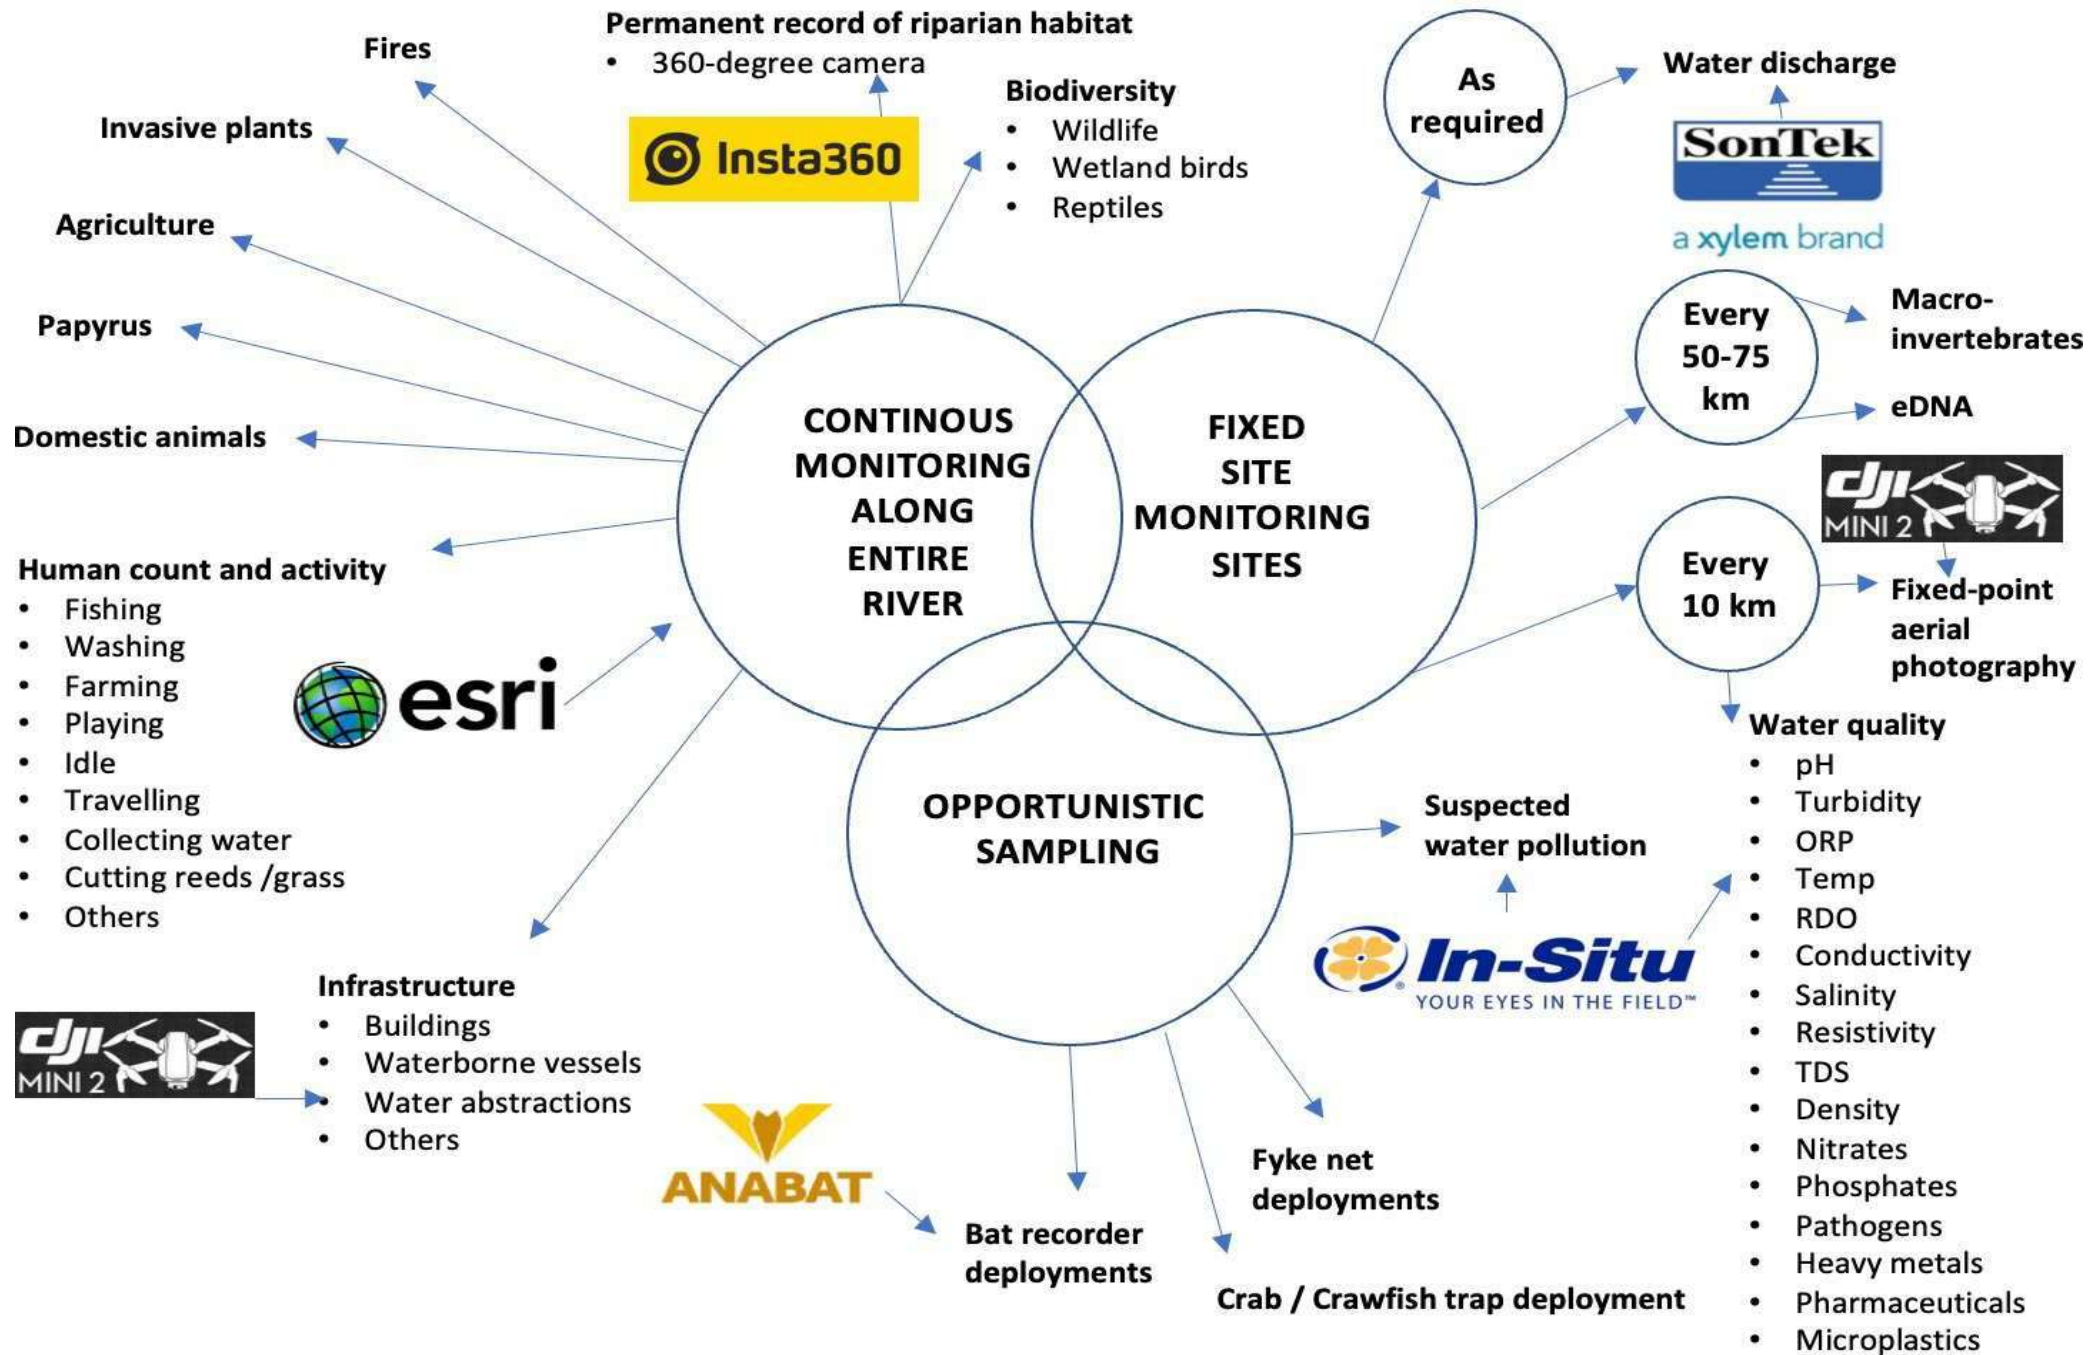 Permanent record of riparian habitat
• 360-degree camera
Insta360
Fires
Invasive plants
Agriculture
Papyrus
Domestic animals
Biodiversity
• Wildlife
• Wetland birds
• Reptiles
As
required
Water discharge
SonTek
a xylem brand
Every
50-75
km
Macro-
invertebrates
eDNA
dji
MINI 2
Every
10 km
Fixed-point
aerial
photography
CONTINOUS
MONITORING
ALONG
ENTIRE
RIVER
FIXED
SITE
MONITORING
SITES
Human count and activity
• Fishing
• Washing
• Farming
• Playing
• Idle
• Travelling
• Collecting water
• Cutting reeds /grass
• Others
esri
OPPORTUNISTIC
SAMPLING
Suspected
water pollution
In-Situ
®
YOUR EYES IN THE FIELD™
Water quality
• pH
• Turbidity
• ORP
• Temp
• RDO
• Conductivity
• Salinity
• Resistivity
• TDS
• Density
• Nitrates
• Phosphates
• Pathogens
• Heavy metals
• Pharmaceuticals
• Microplastics
Infrastructure
• Buildings
• Waterborne vessels
• Water abstractions
• Others
dji
MINI 2
ANABAT
Bat recorder
deployments
Fyke net
deployments
Crab / Crawfish trap deployment